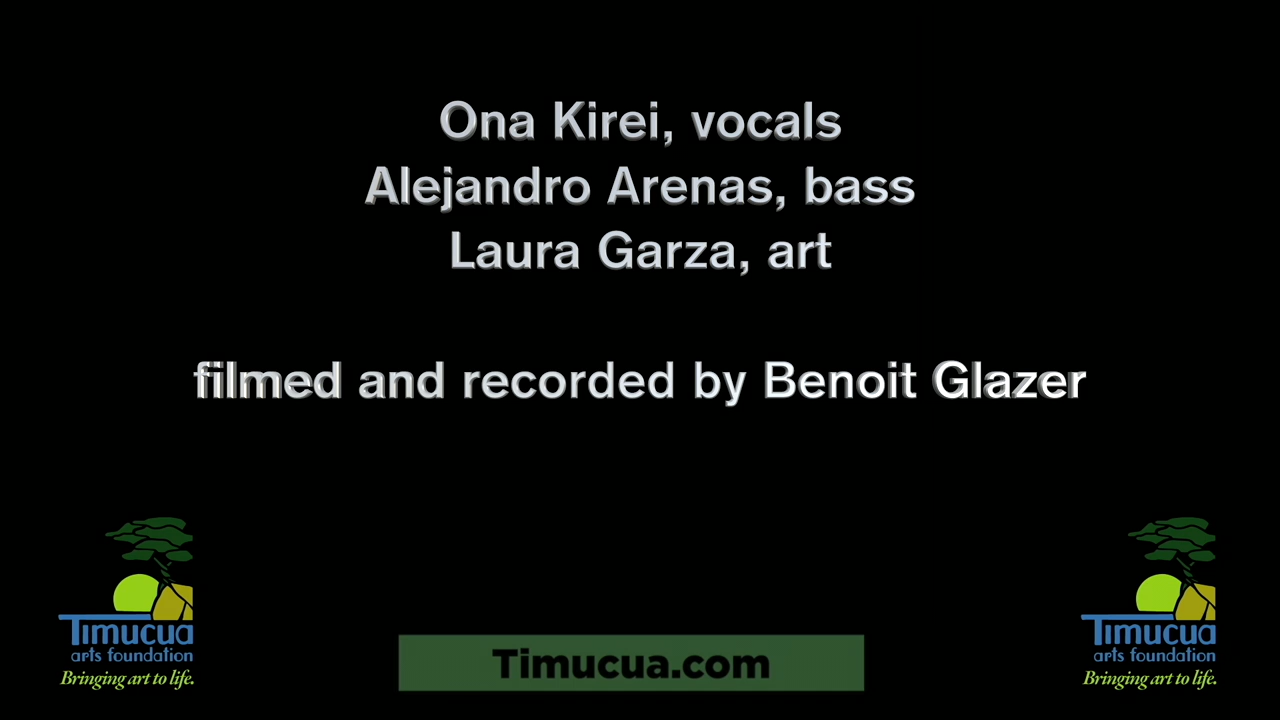 Ona Kirei, vocals
Alejandro Arenas, bass
Laura Garza, art
filmed and recorded by Benoit Glazer
Timucua
arts foundation
Bringing art to life.
Timucua.com
Timucua
arts foundation
Bringing art to life.